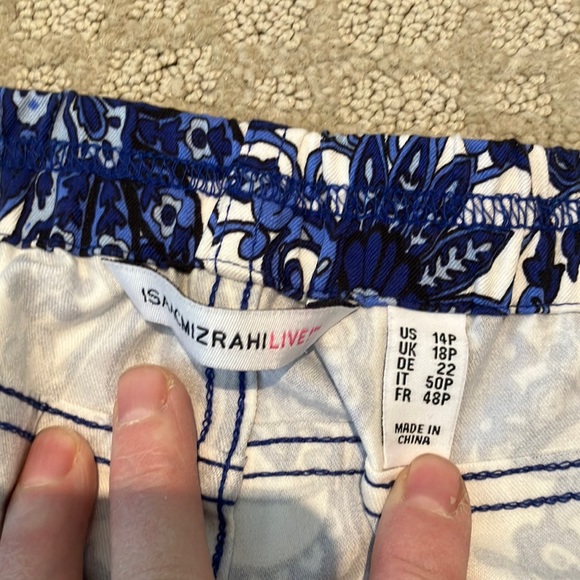 ISAACMIZRAHILIVE!
US 14P
UK 18P
DE 22
IT 50P
FR 48P
MADE IN
CHINA